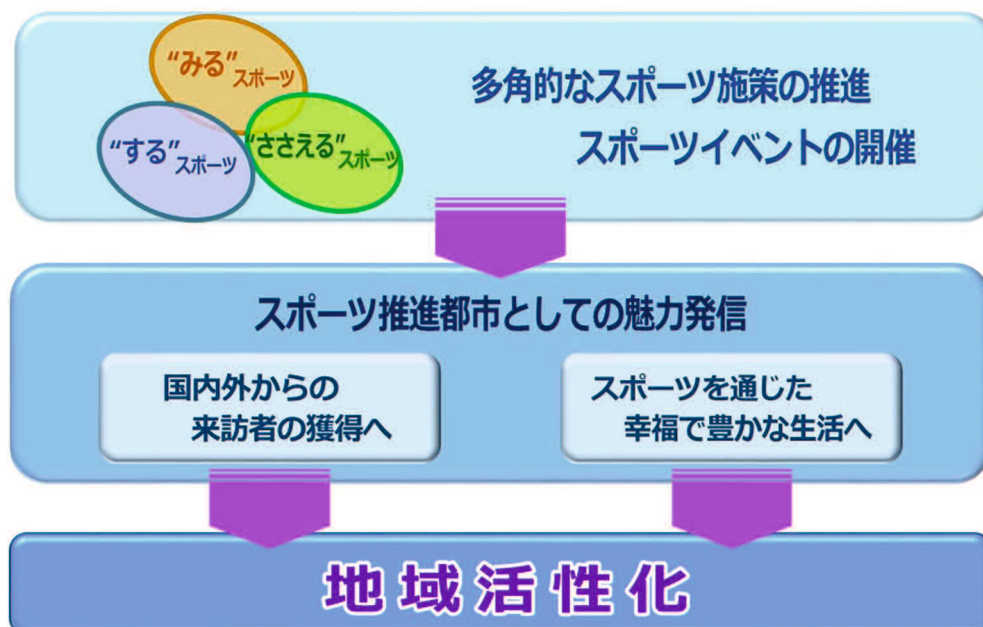 “みる”スポーツ
“する”スポーツ
“ささえる”スポーツ
多角的なスポーツ施策の推進
スポーツイベントの開催
スポーツ推進都市としての魅力発信
国内外からの
来訪者の獲得へ
スポーツを通じた
幸福で豊かな生活へ
地域活性化